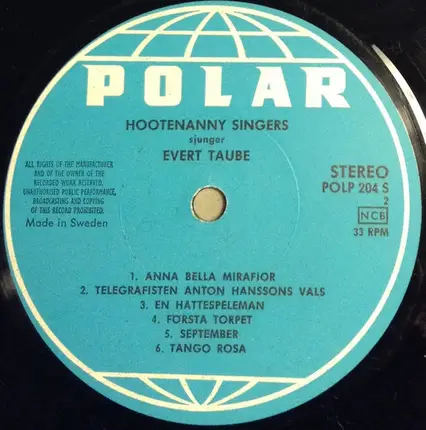 POLAR
HOOTENANNY SINGERS
sjunger
EVERT TAUBE
ALL RIGHTS OF THE MANUFACTURER
AND OF THE OWNER OF THE
RECORDED WORK RESERVED.
UNAUTHORISED PUBLIC PERFORMANCE,
BROADCASTING AND COPYING
OF THIS RECORD PROHIBITED.
Made in Sweden
STEREO
POLP 204 S
2
NCB
33 RPM
1. ANNA BELLA MIRAFIOR
2. TELEGRAFISTEN ANTON HANSSONS VALS
3. EN HATTESPELEMAN
4. FÖRSTA TORPET
5. SEPTEMBER
6. TANGO ROSA